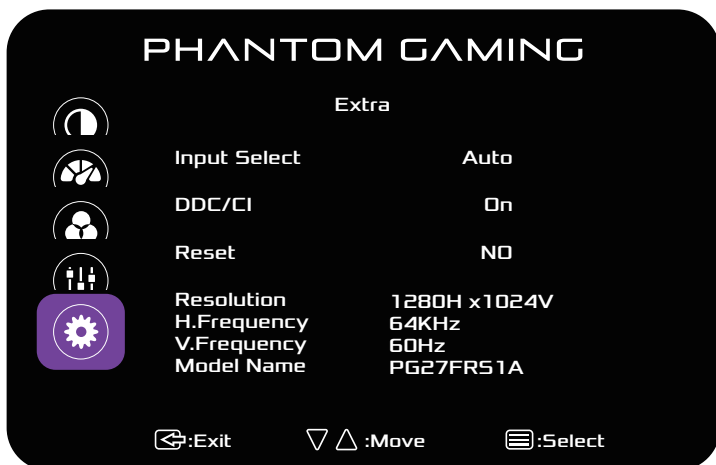 PHANTOM GAMING
Extra
Input Select Auto
DDC/CI On
Reset NO
Resolution 1280H x1024V
H.Frequency 64KHz
V.Frequency 60Hz
Model Name PG27FRS1A
:Exit :Move :Select